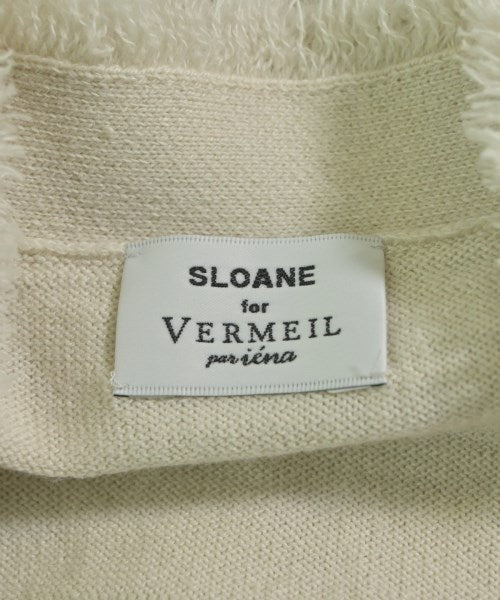 SLOANE
for
VERMEIL
par iéna